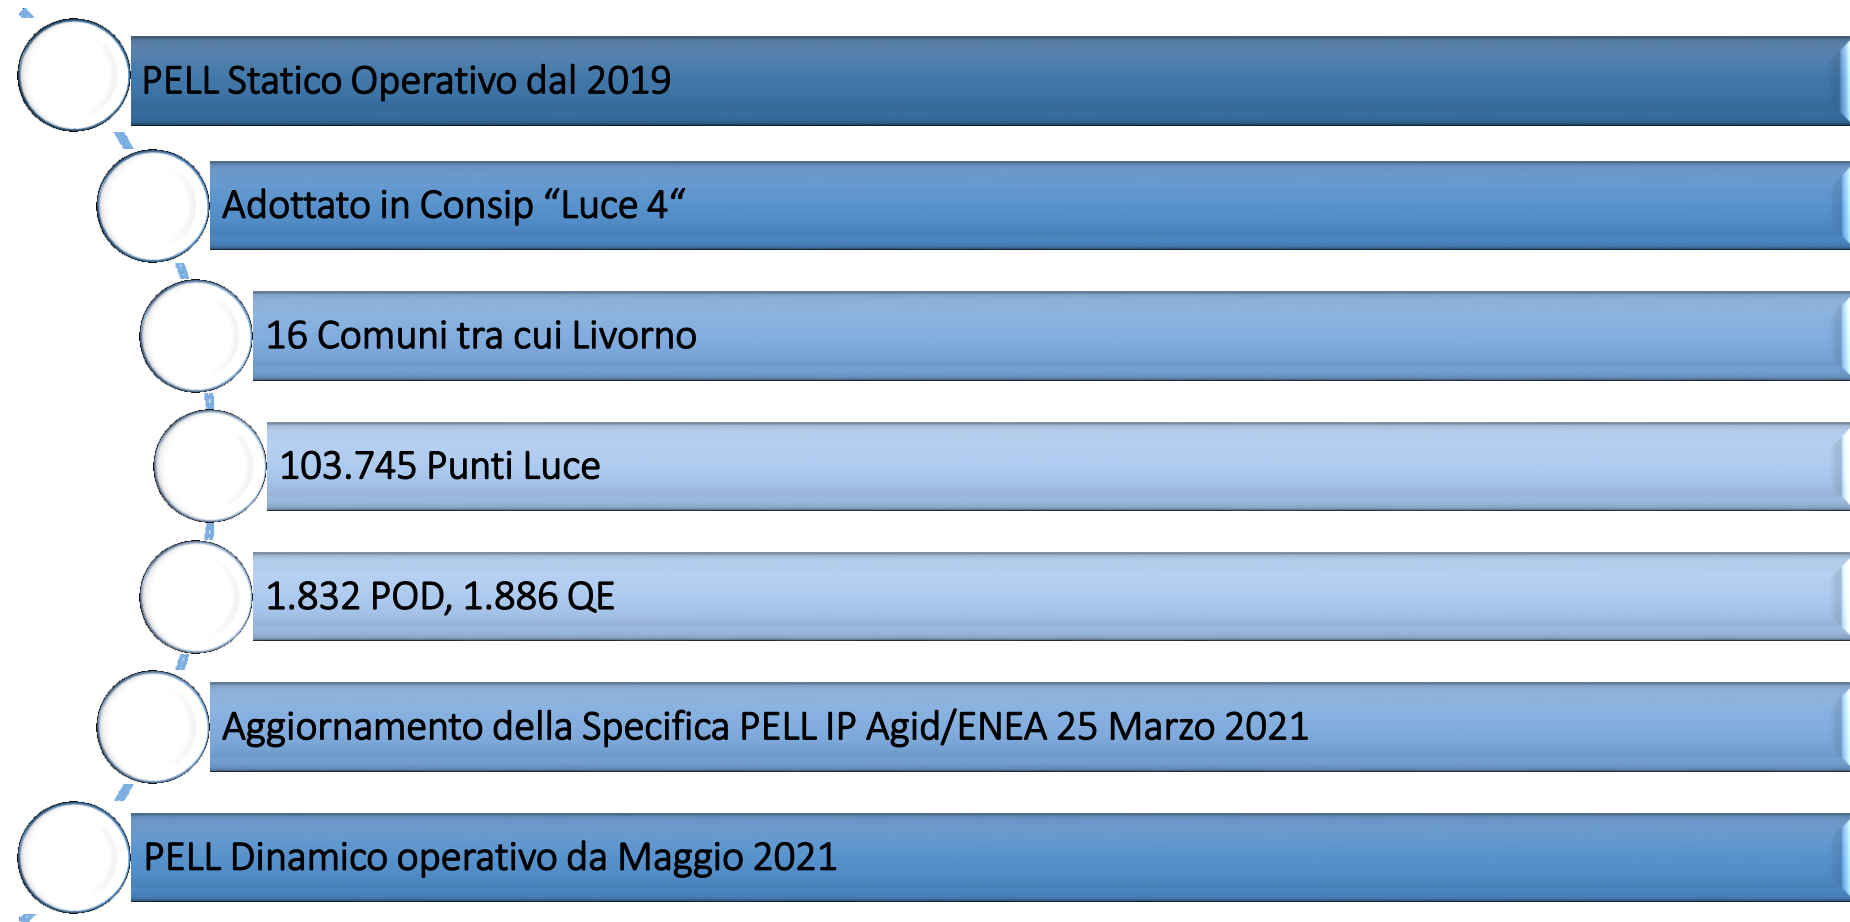 PELL Statico Operativo dal 2019
Adottato in Consip “Luce 4“
16 Comuni tra cui Livorno
103.745 Punti Luce
1.832 POD, 1.886 QE
Aggiornamento della Specifica PELL IP Agid/ENEA 25 Marzo 2021
PELL Dinamico operativo da Maggio 2021